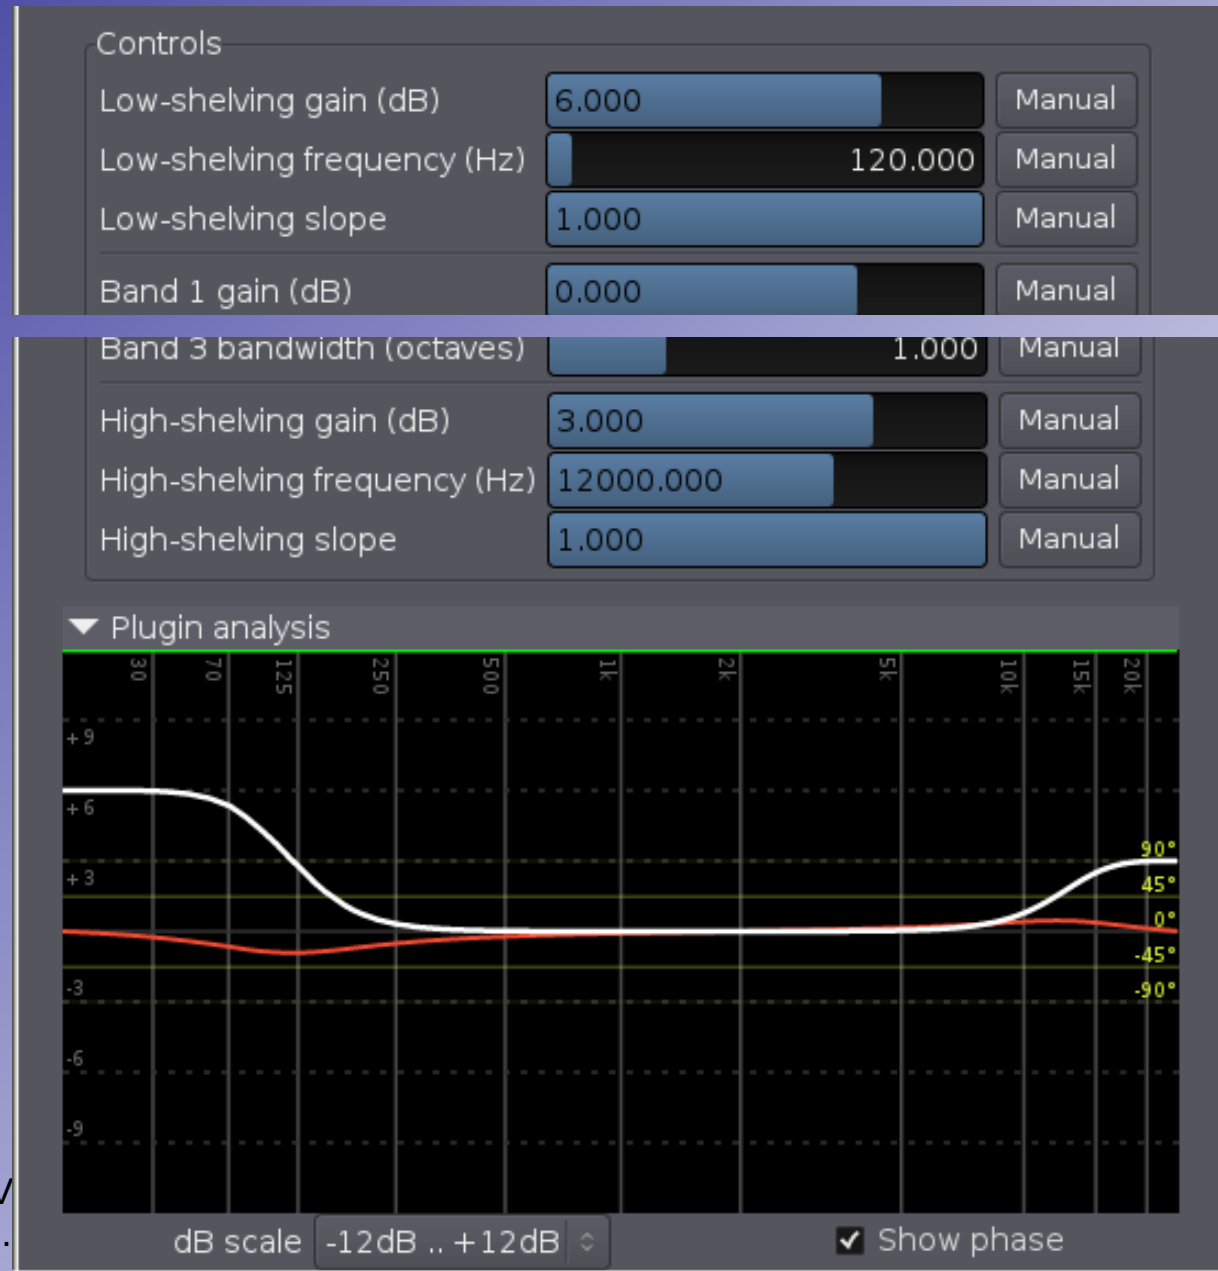 Controls
Low-shelving gain (dB) 6.000 Manual
Low-shelving frequency (Hz) 120.000 Manual
Low-shelving slope 1.000 Manual
Band 1 gain (dB) 0.000 Manual
Band 3 bandwidth (octaves) 1.000 Manual
High-shelving gain (dB) 3.000 Manual
High-shelving frequency (Hz) 12000.000 Manual
High-shelving slope 1.000 Manual
Plugin analysis
30 70 125 250 500 1k 2k 5k 10k 15k 20k
+9
+6
90°
+3
45°
0°
-45°
-3
-90°
-6
-9
dB scale -12dB .. +12dB Show phase